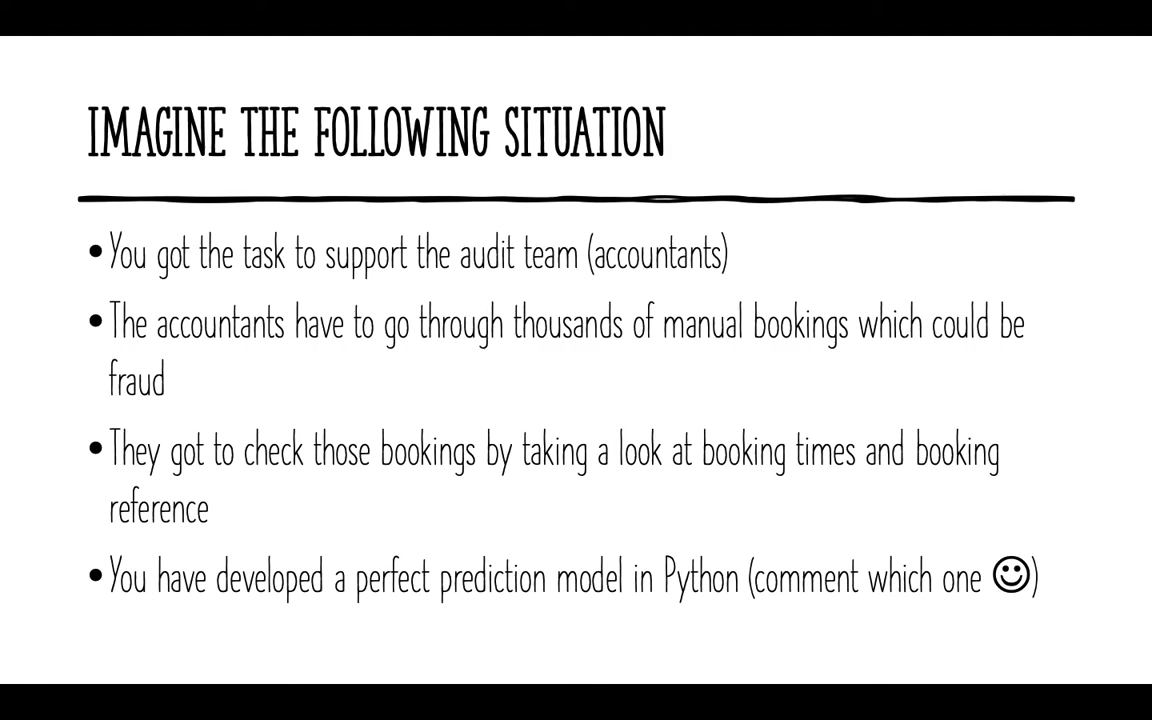 IMAGINE THE FOLLOWING SITUATION
•You got the task to support the audit team (accountants)
•The accountants have to go through thousands of manual bookings which could be
fraud
•They got to check those bookings by taking a look at booking times and booking
reference
•You have developed a perfect prediction model in Python (comment which one ☺)